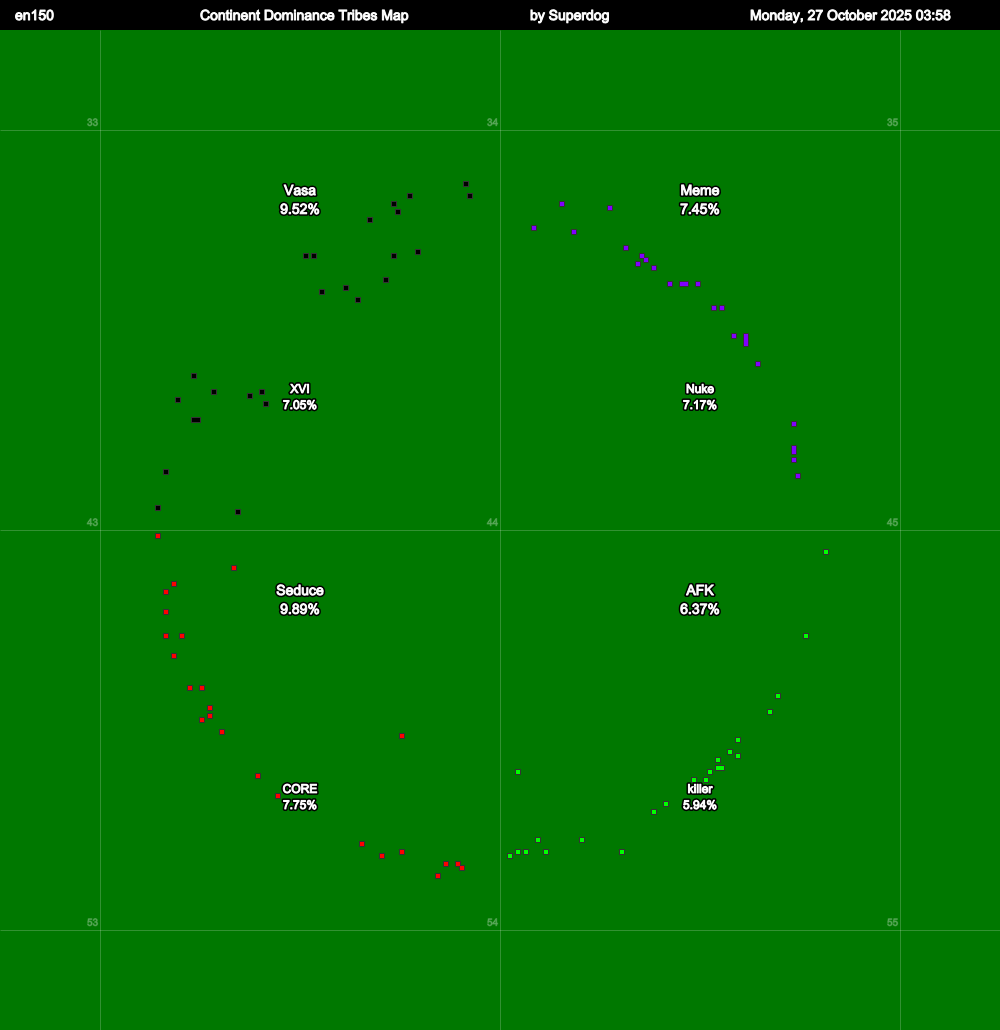 en150 Continent Dominance Tribes Map by Superdog Monday, 27 October 2025 03:58
33 34 35
Vasa Meme
9.52% 7.45%
XVI Nuke
7.05% 7.17%
43 44 45
Seduce AFK
9.89% 6.37%
CORE killer
7.75% 5.94%
53 54 55